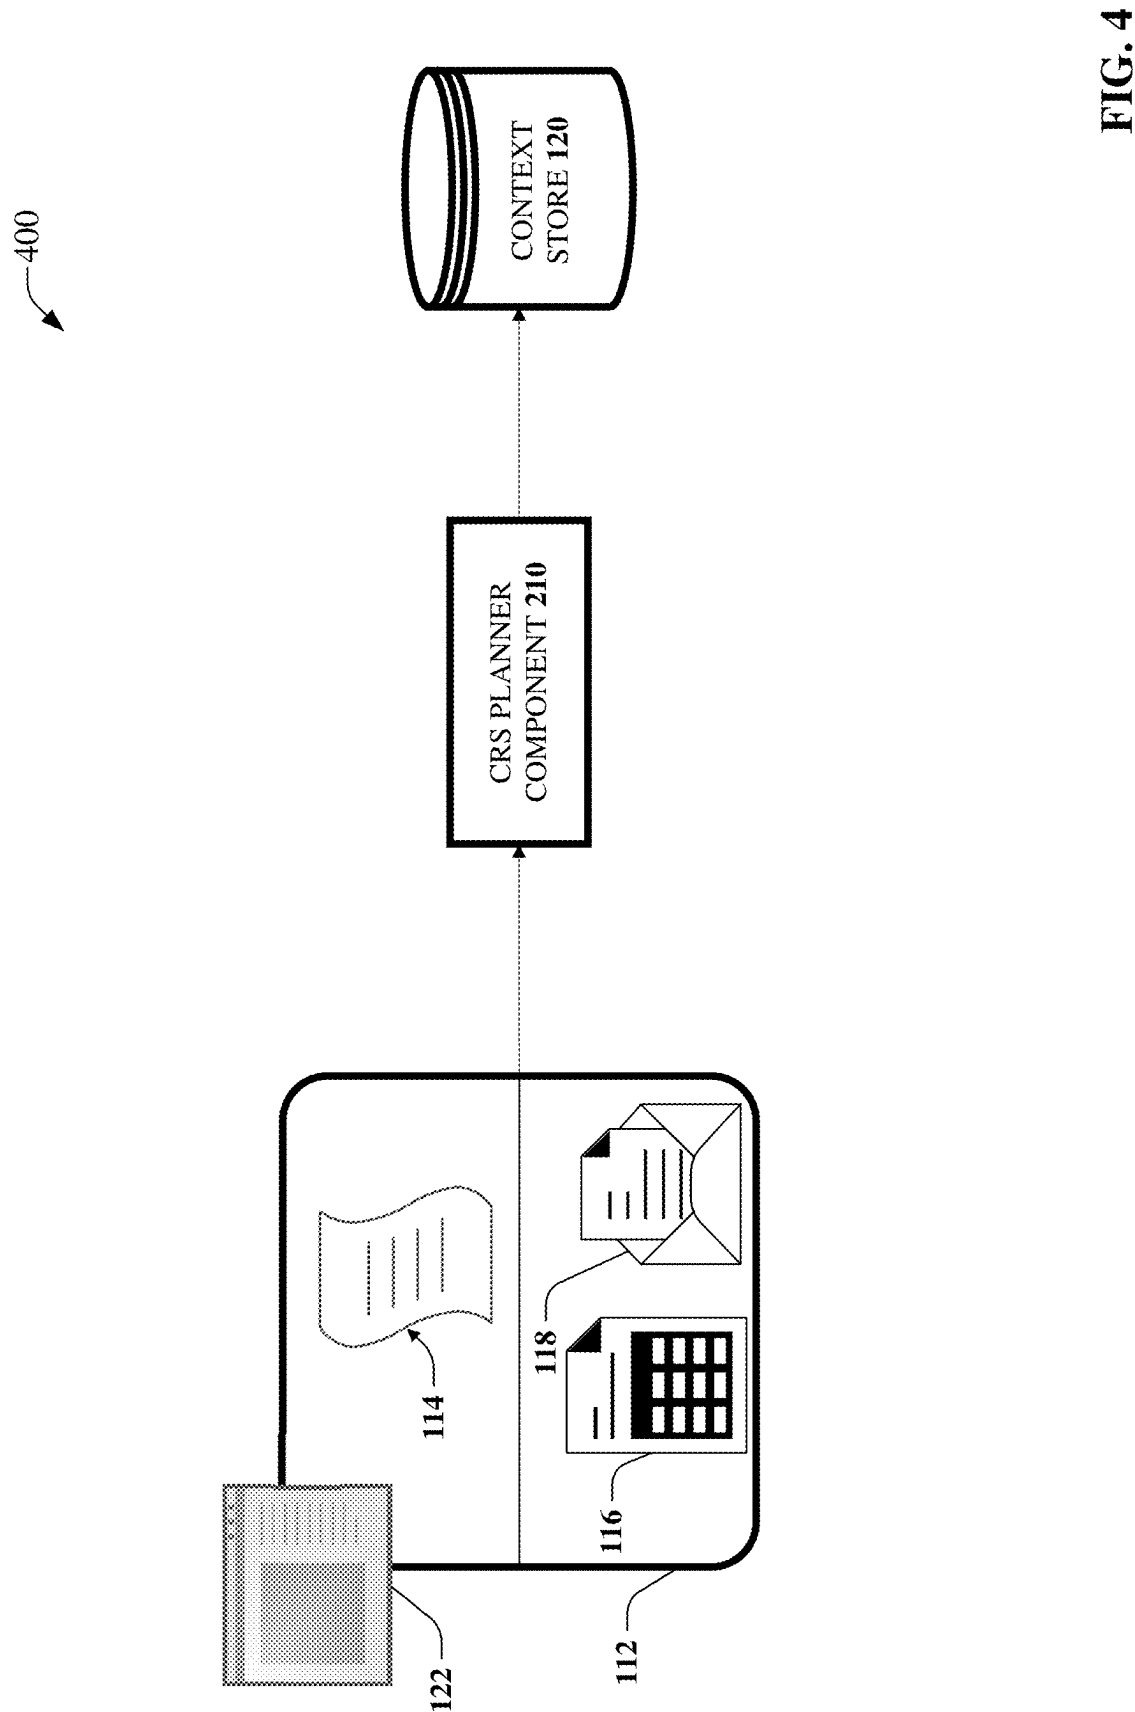 400
122
114
112
116
118
CRS PLANNER
COMPONENT 210
CONTEXT
STORE 120
FIG. 4